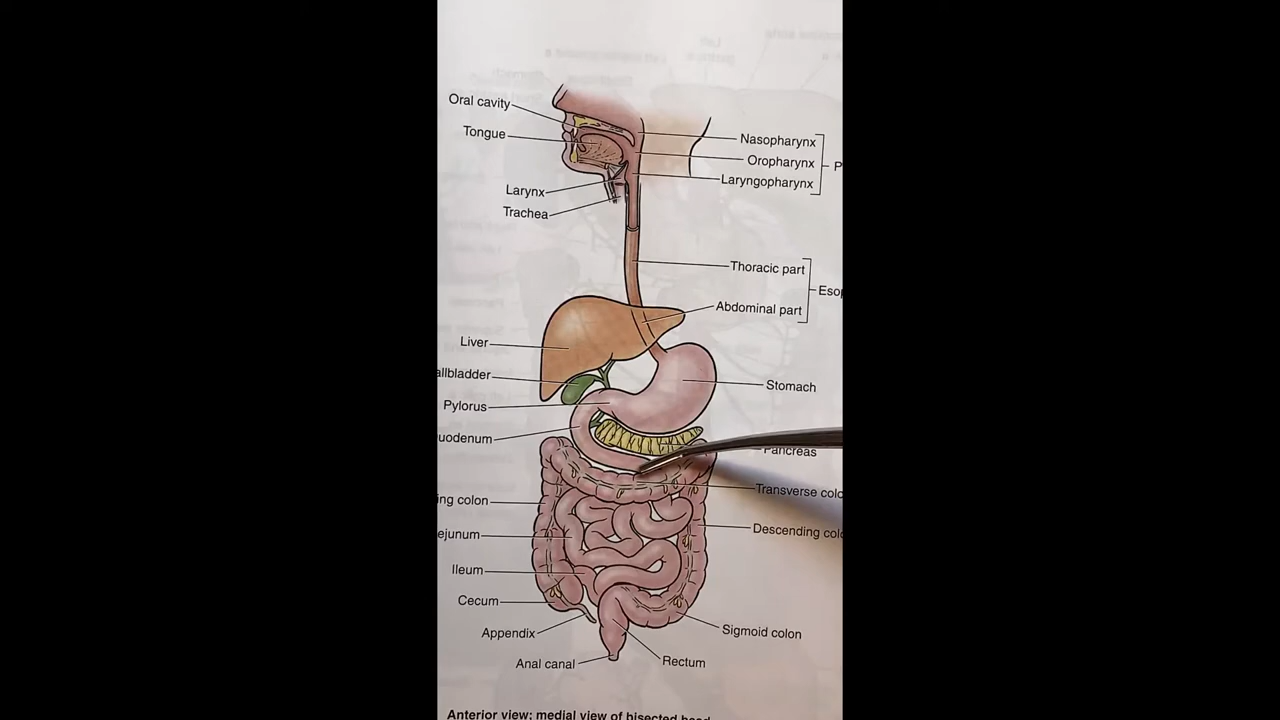 Oral cavity
Tongue
Nasopharynx
Oropharynx
P
Laryngopharynx
Larynx
Trachea
Thoracic part
Esop
Abdominal part
Liver
allbladder
Stomach
Pylorus
uodenum
Pancreas
Transverse colo
ing colon
Descending colo
ejunum
Ileum
Cecum
Sigmoid colon
Appendix
Anal canal
Rectum
Anterior view: medial view of bisected head